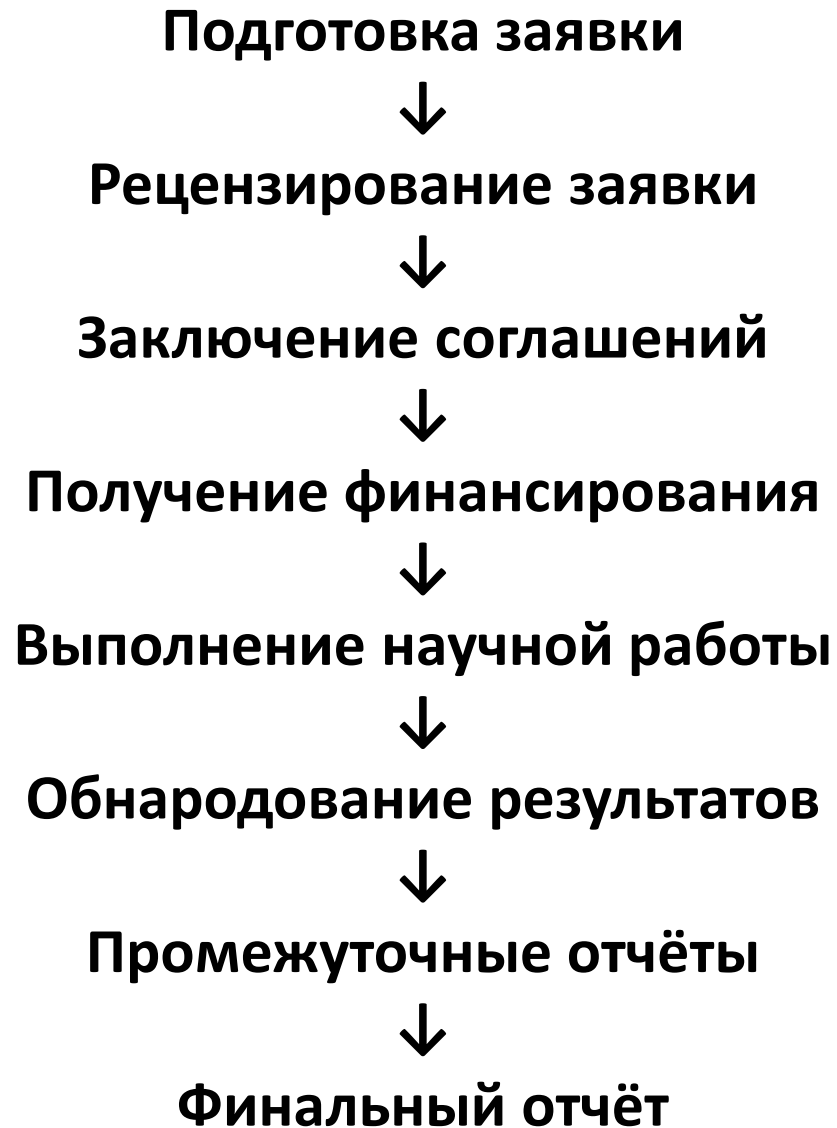 Подготовка заявки
↓
Рецензирование заявки
↓
Заключение соглашений
↓
Получение финансирования
↓
Выполнение научной работы
↓
Обнародование результатов
↓
Промежуточные отчёты
↓
Финальный отчёт